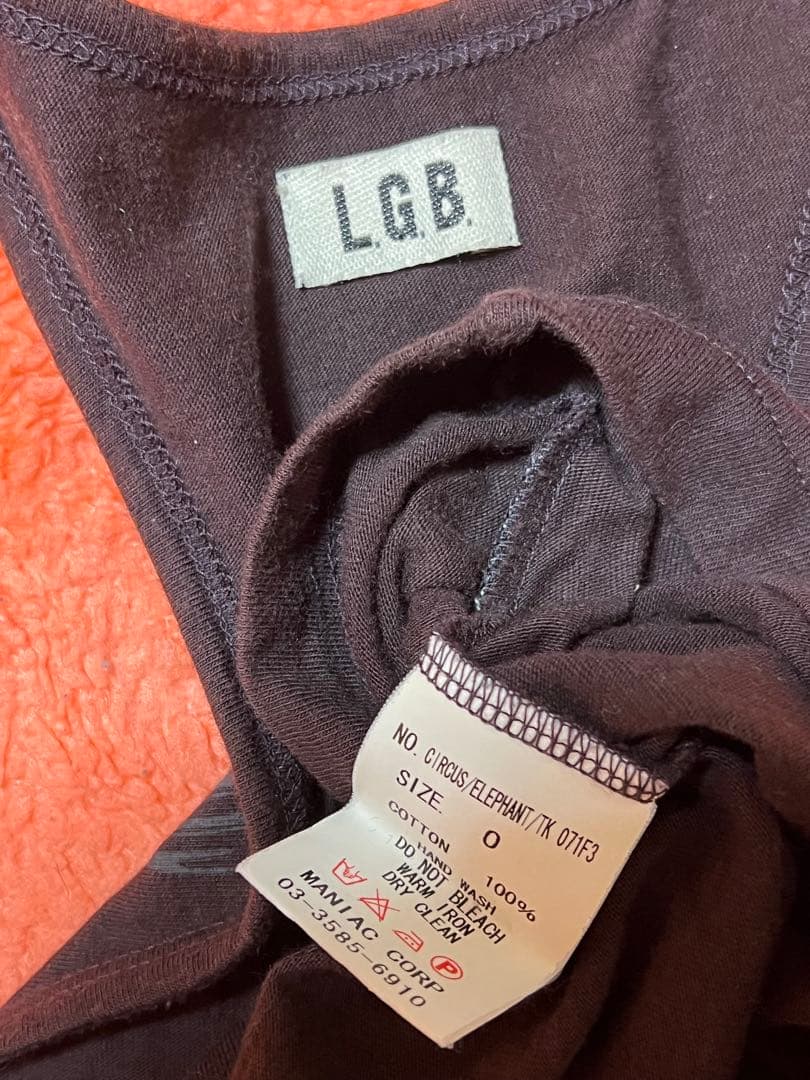 L.G.B.
NO. CIRCUS/ELEPHANT/TK 071F3
SIZE. 0
COTTON 100%
HAND WASH
DO NOT BLEACH
WARM IRON
DRY CLEAN
P
MANIAC CORP
03-3585-6910